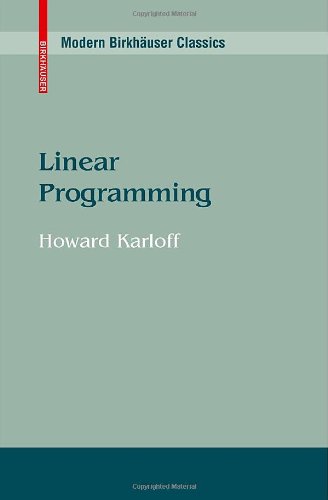 BIRKHÄUSER
Modern Birkhäuser Classics
Linear
Programming
Howard Karloff